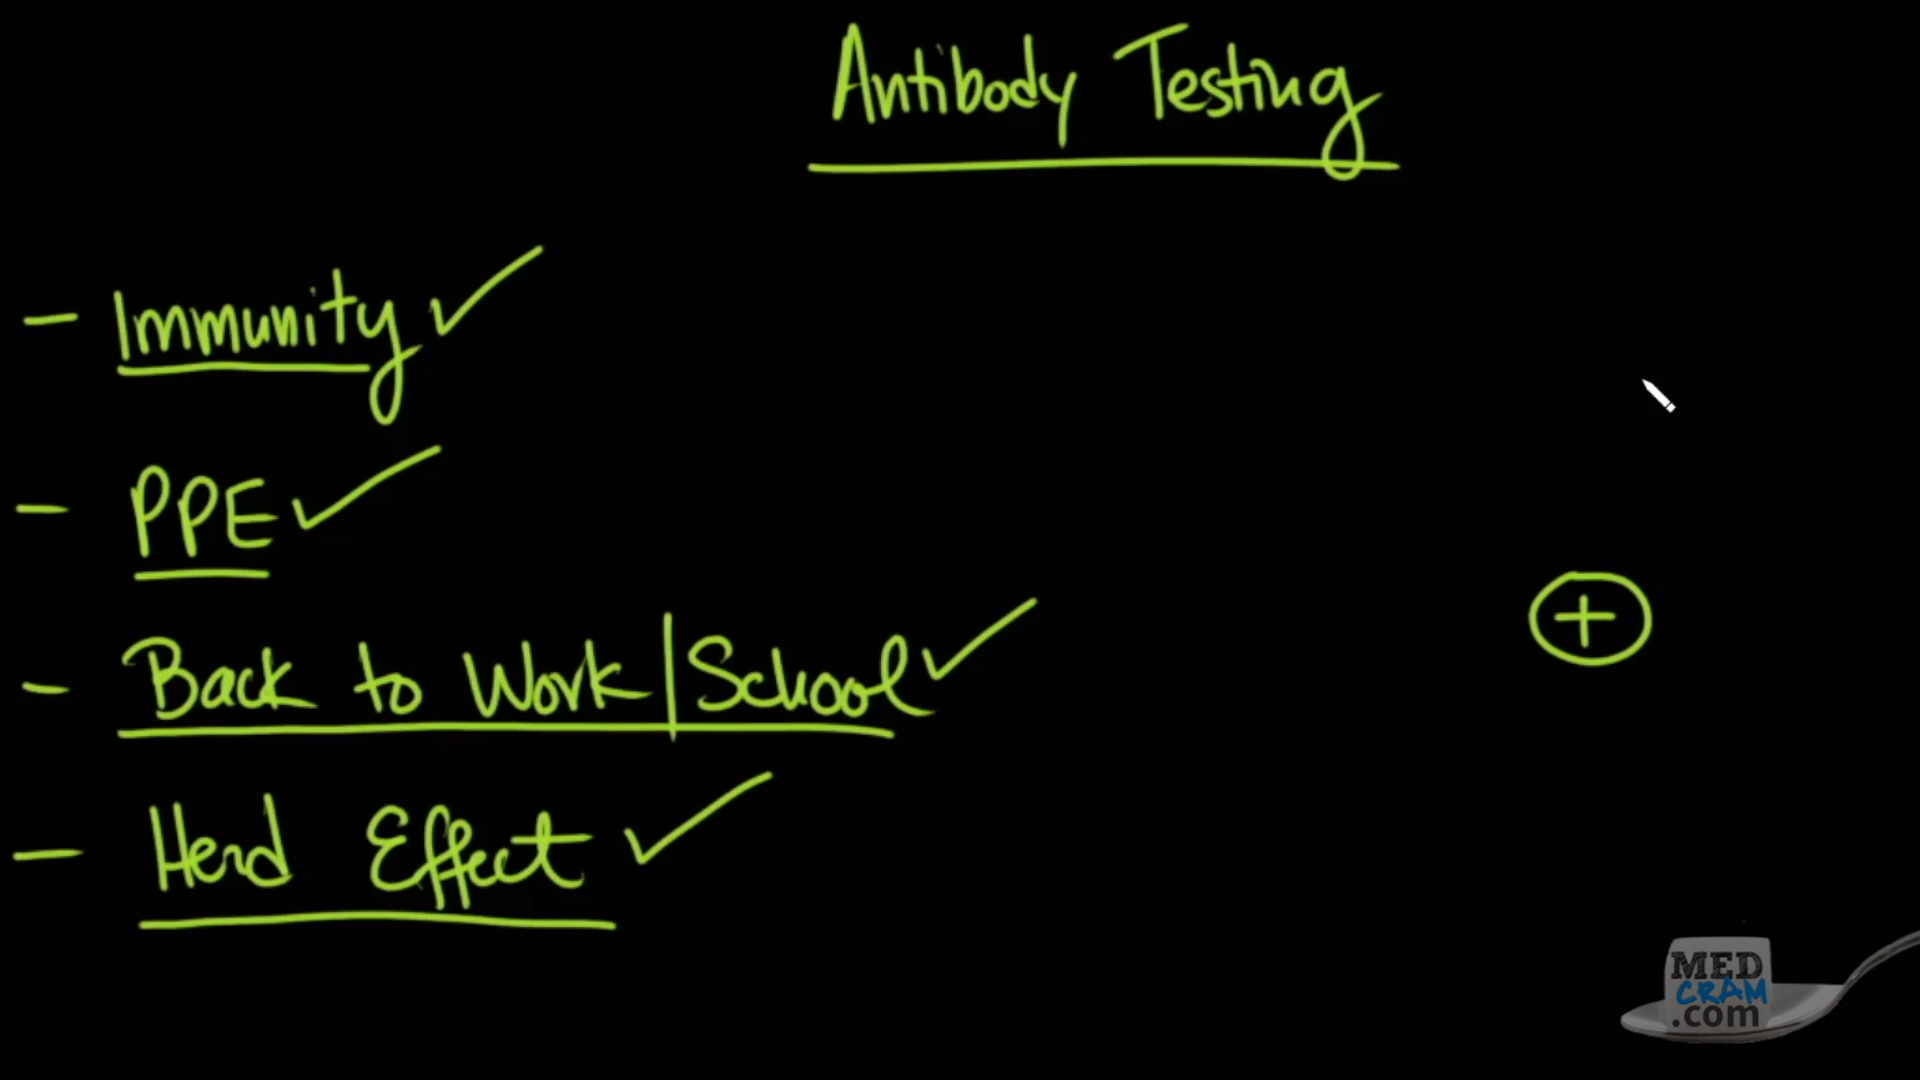 Antibody Testing
- Immunity ✓
- PPE ✓
- Back to Work/School ✓
- Herd Effect ✓
+
MED
CRAM
.com